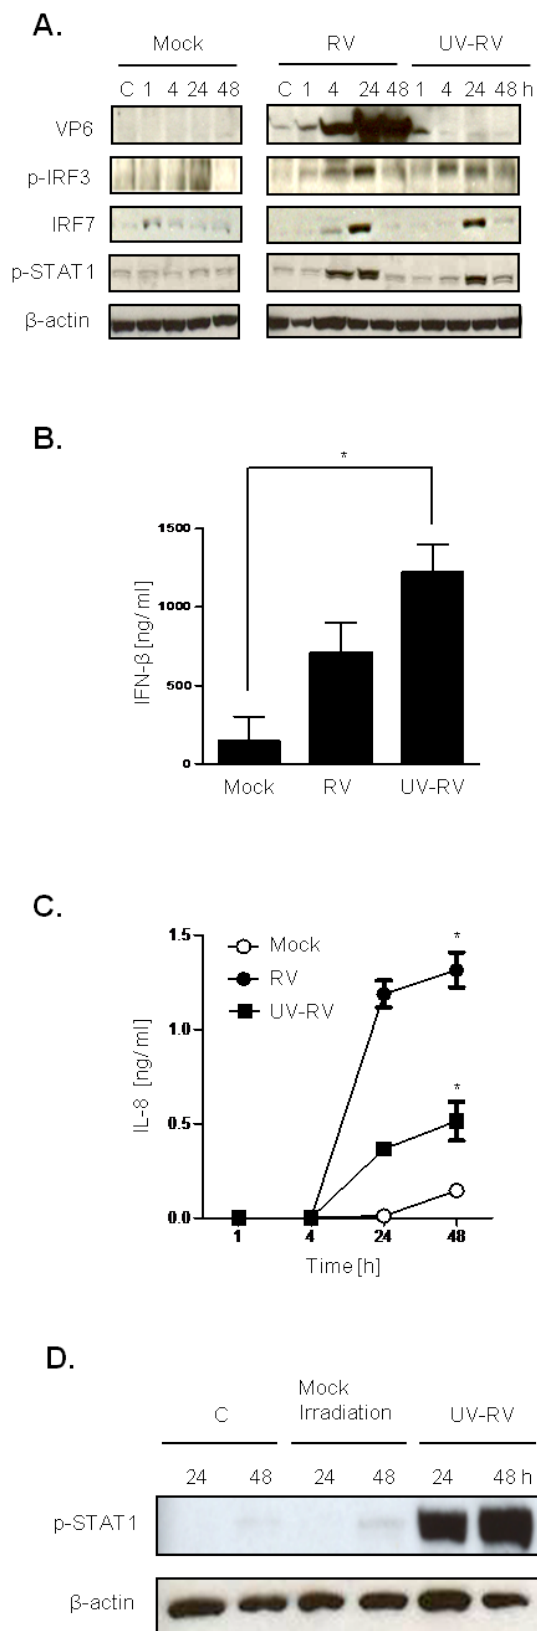 A.
Mock RV UV-RV
C 1 4 24 48 C 1 4 24 48 1 4 24 48 h
VP6
p-IRF3
IRF7
p-STAT1
β-actin
B.
*
1500
1000
500
0
IFN-β [ng/ml]
Mock RV UV-RV
C.
1.5
1.0
0.5
0.0
IL-8 [ng/ml]
Mock
RV
UV-RV
*
*
1 4 24 48
Time [h]
D.
C Mock Irradiation UV-RV
24 48 24 48 24 48 h
p-STAT1
β-actin